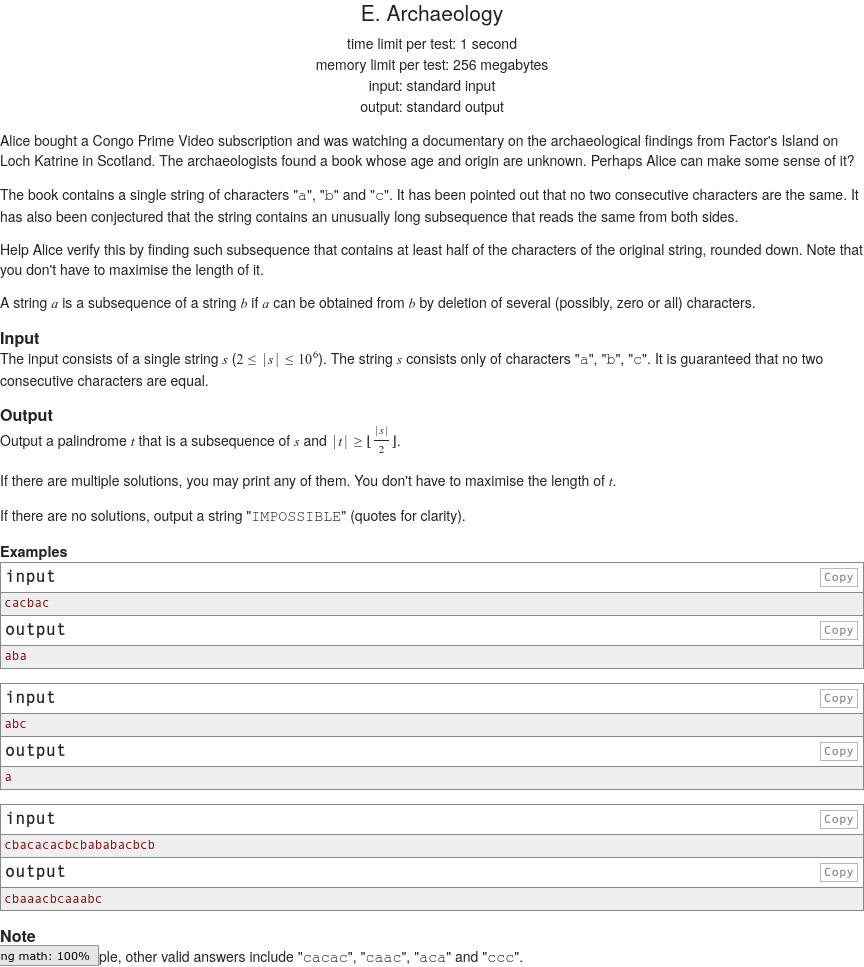 E. Archaeology
time limit per test: 1 second
memory limit per test: 256 megabytes
input: standard input
output: standard output
Alice bought a Congo Prime Video subscription and was watching a documentary on the archaeological findings from Factor's Island on
Loch Katrine in Scotland. The archaeologists found a book whose age and origin are unknown. Perhaps Alice can make some sense of it?
The book contains a single string of characters "a", "b" and "c". It has been pointed out that no two consecutive characters are the same. It
has also been conjectured that the string contains an unusually long subsequence that reads the same from both sides.
Help Alice verify this by finding such subsequence that contains at least half of the characters of the original string, rounded down. Note that
you don't have to maximise the length of it.
A string a is a subsequence of a string b if a can be obtained from b by deletion of several (possibly, zero or all) characters.
Input
The input consists of a single string s (2 ≤ |s| ≤ 10⁶). The string s consists only of characters "a", "b", "c". It is guaranteed that no two
consecutive characters are equal.
Output
Output a palindrome t that is a subsequence of s and |t| ≥ ⌊|s|/2⌋.
If there are multiple solutions, you may print any of them. You don't have to maximise the length of t.
If there are no solutions, output a string "IMPOSSIBLE" (quotes for clarity).
Examples
input Copy
cacbac
output Copy
aba
input Copy
abc
output Copy
a
input Copy
cbacacacbcbababacbcb
output Copy
cbaaacbcaaabc
Note
ng math: 100% ple, other valid answers include "cacac", "caac", "aca" and "ccc".